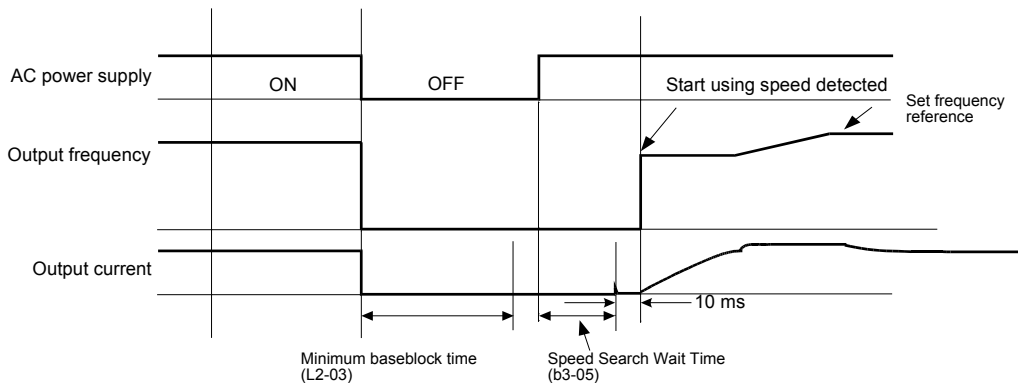 AC power supply
ON
OFF
Start using speed detected
Set frequency
reference
Output frequency
Output current
10 ms
Minimum baseblock time
(L2-03)
Speed Search Wait Time
(b3-05)